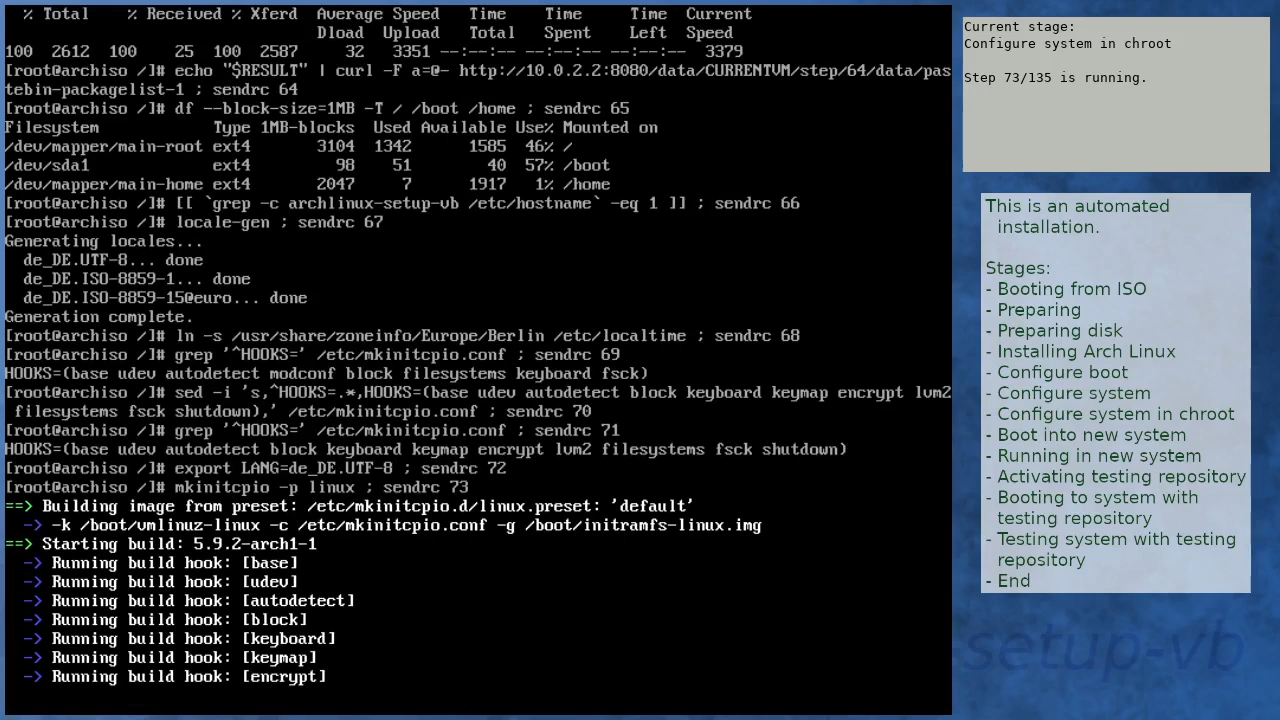 % Total    % Received % Xferd  Average Speed   Time    Time     Time  Current
                                 Dload  Upload   Total   Spent    Left  Speed
100  2612  100    25  100  2587     32   3351 --:--:-- --:--:-- --:--:--  3379
[root@archiso /]# echo "$RESULT" | curl -F a=@- http://10.0.2.2:8080/data/CURRENTVM/step/64/data/pas
tebin-packagelist-1 ; sendrc 64
[root@archiso /]# df --block-size=1MB -T / /boot /home ; sendrc 65
Filesystem            Type 1MB-blocks  Used Available Use% Mounted on
/dev/mapper/main-root ext4       3104  1342      1585  46% /
/dev/sda1             ext4         98    51        40  57% /boot
/dev/mapper/main-home ext4       2047     7      1917   1% /home
[root@archiso /]# [[ `grep -c archlinux-setup-vb /etc/hostname` -eq 1 ]] ; sendrc 66
[root@archiso /]# locale-gen ; sendrc 67
Generating locales...
  de_DE.UTF-8... done
  de_DE.ISO-8859-1... done
  de_DE.ISO-8859-15@euro... done
Generation complete.
[root@archiso /]# ln -s /usr/share/zoneinfo/Europe/Berlin /etc/localtime ; sendrc 68
[root@archiso /]# grep '^HOOKS=' /etc/mkinitcpio.conf ; sendrc 69
HOOKS=(base udev autodetect modconf block filesystems keyboard fsck)
[root@archiso /]# sed -i 's,^HOOKS=.*,HOOKS=(base udev autodetect block keyboard keymap encrypt lvm2
 filesystems fsck shutdown),' /etc/mkinitcpio.conf ; sendrc 70
[root@archiso /]# grep '^HOOKS=' /etc/mkinitcpio.conf ; sendrc 71
HOOKS=(base udev autodetect block keyboard keymap encrypt lvm2 filesystems fsck shutdown)
[root@archiso /]# export LANG=de_DE.UTF-8 ; sendrc 72
[root@archiso /]# mkinitcpio -p linux ; sendrc 73
==> Building image from preset: /etc/mkinitcpio.d/linux.preset: 'default'
  -> -k /boot/vmlinuz-linux -c /etc/mkinitcpio.conf -g /boot/initramfs-linux.img
==> Starting build: 5.9.2-arch1-1
  -> Running build hook: [base]
  -> Running build hook: [udev]
  -> Running build hook: [autodetect]
  -> Running build hook: [block]
  -> Running build hook: [keyboard]
  -> Running build hook: [keymap]
  -> Running build hook: [encrypt]
Current stage:
Configure system in chroot
Step 73/135 is running.
This is an automated
installation.
Stages:
- Booting from ISO
- Preparing
- Preparing disk
- Installing Arch Linux
- Configure boot
- Configure system
- Configure system in chroot
- Boot into new system
- Running in new system
- Activating testing repository
- Booting to system with
testing repository
- Testing system with testing
repository
- End
-setup-vb